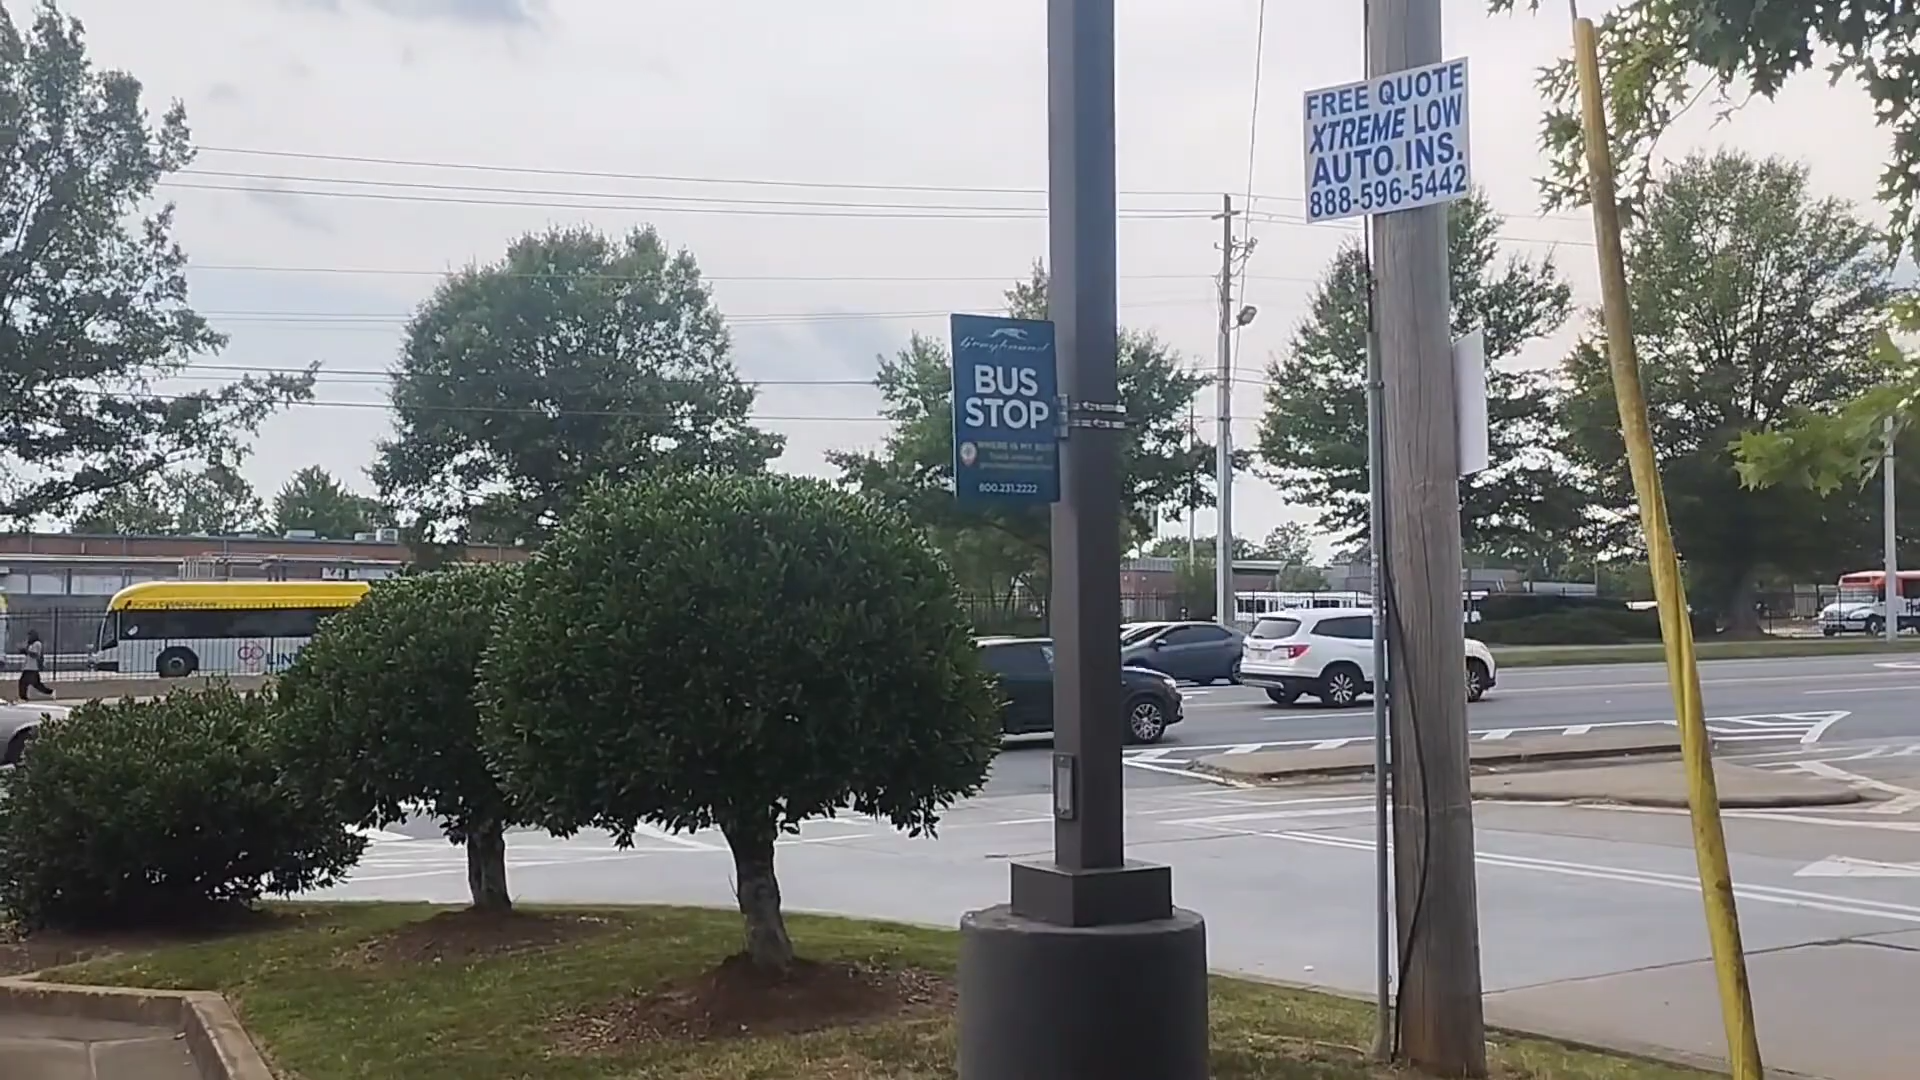 FREE QUOTE
XTREME LOW
AUTO.INS.
888-596-5442
Greyhound
BUS
STOP
WHERE IS MY BUS
800.231.2222
LINK